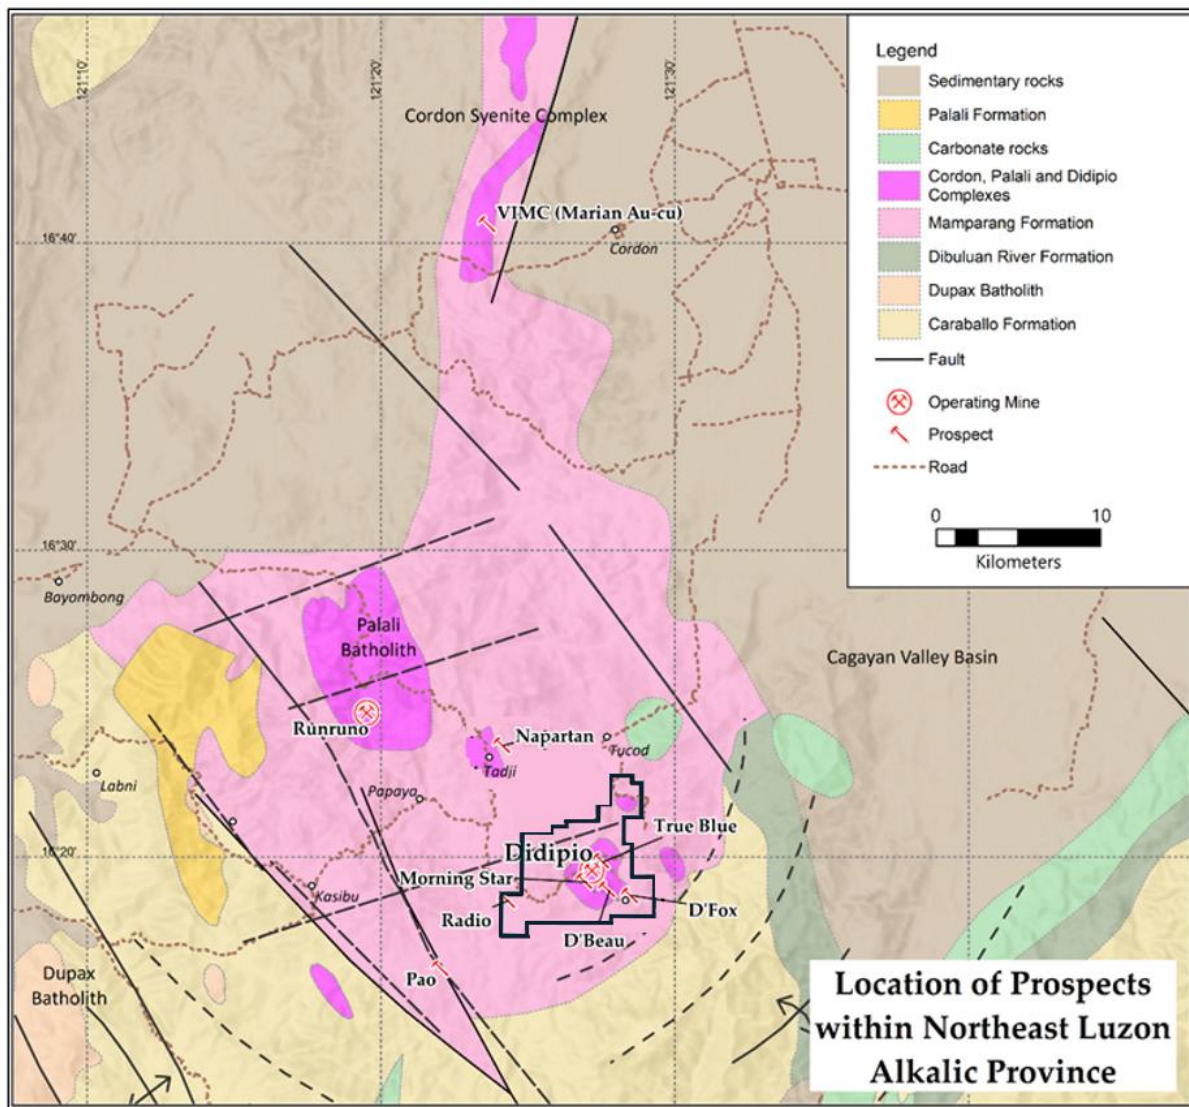 Legend
Sedimentary rocks
Palali Formation
Carbonate rocks
Cordon, Palali and Didipio
Complexes
Mamparang Formation
Dibuluan River Formation
Dupax Batholith
Caraballo Formation
Fault
Operating Mine
Prospect
Road
0 10
Kilometers
121°10'
121°20'
121°30'
Cordon Syenite Complex
VIMC (Marian Au-cu)
16°40'
Cordon
16°30'
Bayombong
Palali
Batholith
Cagayan Valley Basin
Runruno
Napartan
Tucod
Tadji
Labni
Papaya
True Blue
16°20'
Didipio
Morning Star
Kasibu
Radio
D'Fox
D'Beau
Pao
Dupax
Batholith
Location of Prospects
within Northeast Luzon
Alkalic Province